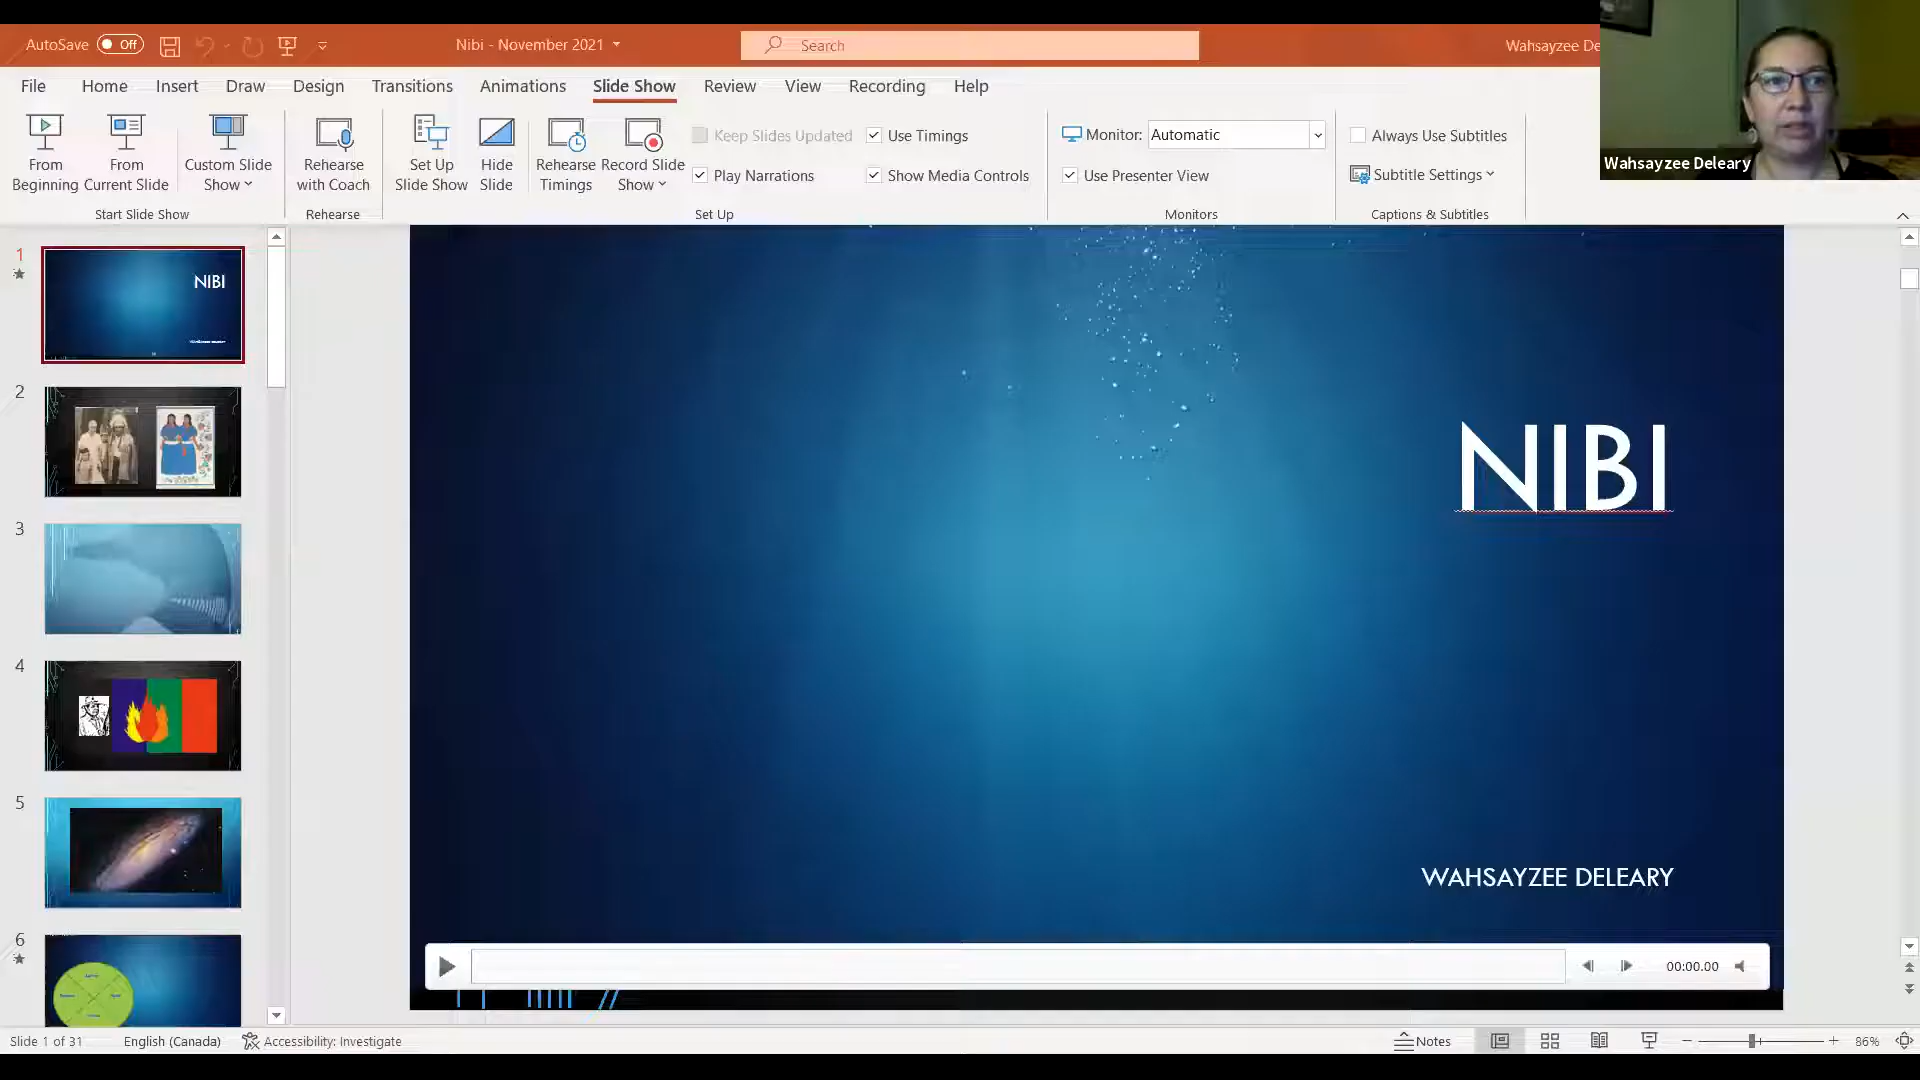 AutoSave Off Nibi - November 2021 Search Wahsayzee De
File Home Insert Draw Design Transitions Animations Slide Show Review View Recording Help
From Beginning
From Current Slide
Custom Slide Show
Start Slide Show
Rehearse with Coach
Rehearse
Set Up Slide Show
Hide Slide
Rehearse Timings
Record Slide Show
Keep Slides Updated
Play Narrations
Use Timings
Show Media Controls
Set Up
Monitor: Automatic
Use Presenter View
Monitors
Always Use Subtitles
Subtitle Settings
Captions & Subtitles
Wahsayzee Deleary
1
NIBI
2
3
4
5
6
NIBI
WAHSAYZEE DELEARY
00:00.00
Slide 1 of 31 English (Canada) Accessibility: Investigate Notes 86%